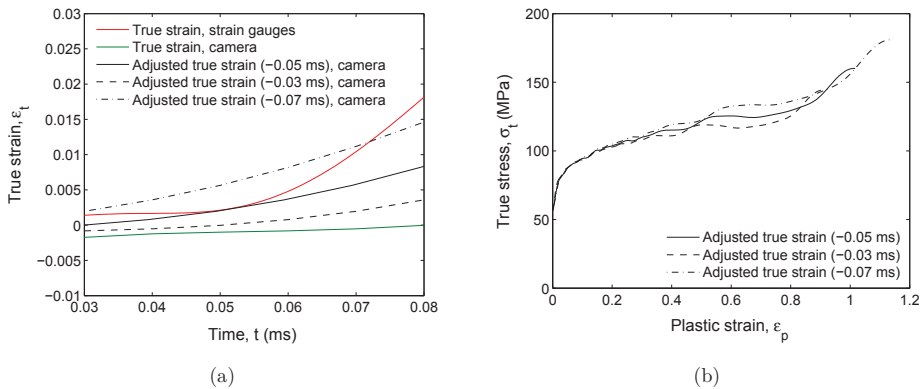 0.03
0.025
0.02
0.015
0.01
0.005
0
−0.005
−0.01
True strain, εt
True strain, strain gauges
True strain, camera
Adjusted true strain (−0.05 ms), camera
Adjusted true strain (−0.03 ms), camera
Adjusted true strain (−0.07 ms), camera
0.03 0.04 0.05 0.06 0.07 0.08
Time, t (ms)
(a)
200
150
100
50
0
True stress, σt (MPa)
Adjusted true strain (−0.05 ms)
Adjusted true strain (−0.03 ms)
Adjusted true strain (−0.07 ms)
0 0.2 0.4 0.6 0.8 1 1.2
Plastic strain, εp
(b)